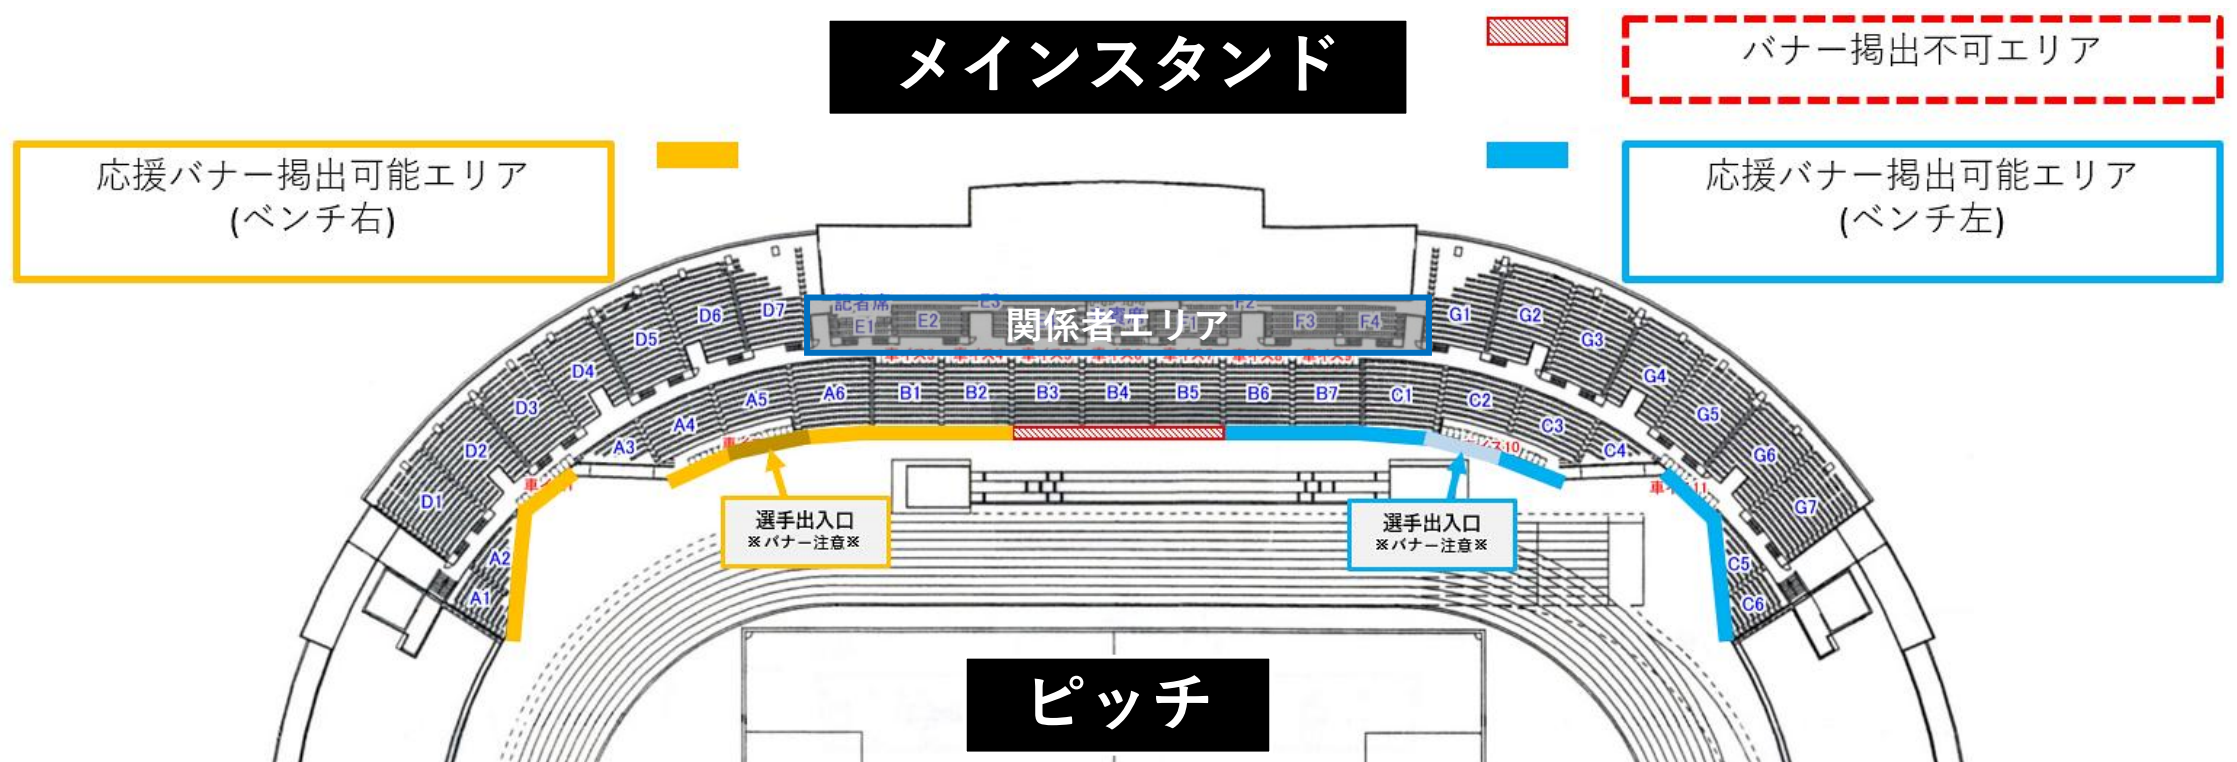 メインスタンド
バナー掲出不可エリア
応援バナー掲出可能エリア
(ベンチ右)
応援バナー掲出可能エリア
(ベンチ左)
記者席
E3
F2
E1
E2
関係者エリア
F3
F4
D7
D6
D5
D4
D3
D2
D1
G1
G2
G3
G4
G5
G6
G7
A1
A2
A3
A4
A5
A6
B1
B2
B3
B4
B5
B6
B7
C1
C2
C3
C4
C5
C6
選手出入口
※バナー注意※
選手出入口
※バナー注意※
ピッチ